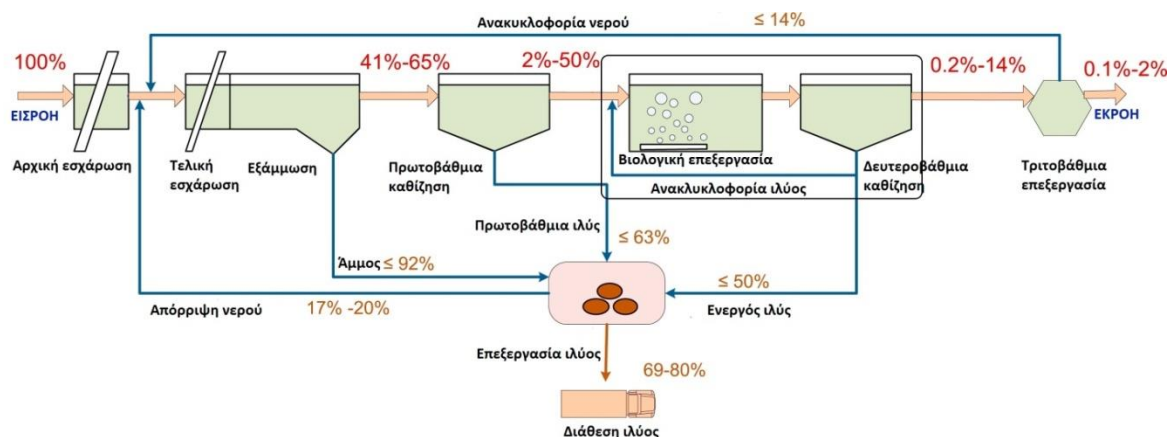 Ανακυκλοφορία νερού
≤ 14%
100%
41%-65%
2%-50%
0.2%-14%
0.1%-2%
ΕΙΣΡΟΗ
ΕΚΡΟΗ
Αρχική εσχάρωση
Τελική
εσχάρωση
Εξάμμωση
Πρωτοβάθμια
καθίζηση
Βιολογική επεξεργασία
Ανακλυκλοφορία ιλύος
Δευτεροβάθμια
καθίζηση
Τριτοβάθμια
επεξεργασία
Πρωτοβάθμια ιλύς
≤ 63%
Άμμος ≤ 92%
≤ 50%
Απόρριψη νερού
17% -20%
Ενεργός ιλύς
Επεξεργασία ιλύος
69-80%
Διάθεση ιλύος